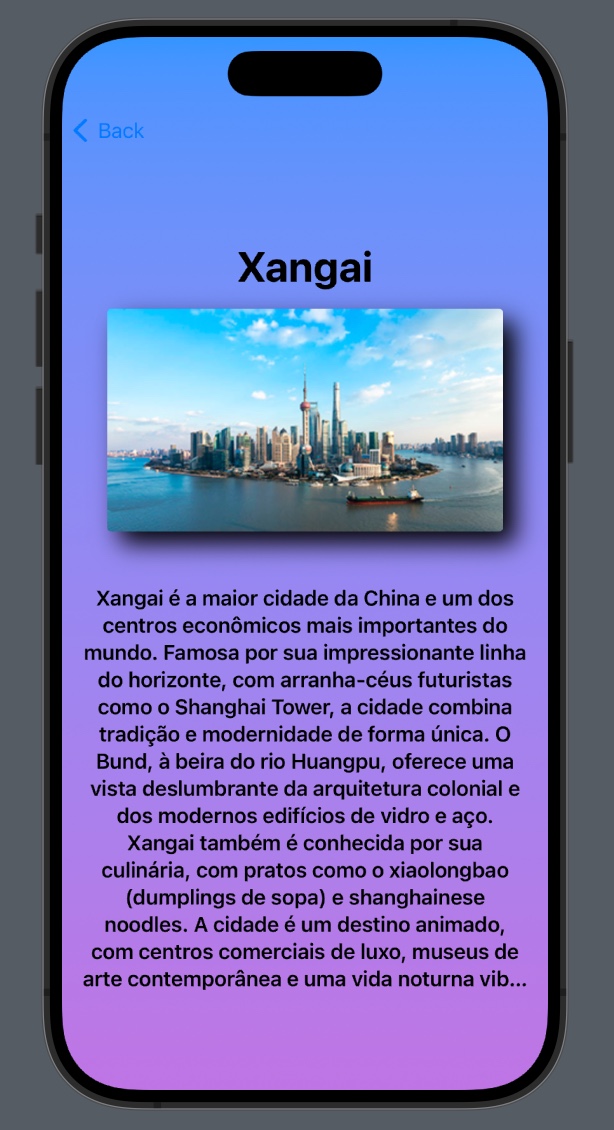 Back
Xangai
Xangai é a maior cidade da China e um dos
centros econômicos mais importantes do
mundo. Famosa por sua impressionante linha
do horizonte, com arranha-céus futuristas
como o Shanghai Tower, a cidade combina
tradição e modernidade de forma única. O
Bund, à beira do rio Huangpu, oferece uma
vista deslumbrante da arquitetura colonial e
dos modernos edifícios de vidro e aço.
Xangai também é conhecida por sua
culinária, com pratos como o xiaolongbao
(dumplings de sopa) e shanghainese
noodles. A cidade é um destino animado,
com centros comerciais de luxo, museus de
arte contemporânea e uma vida noturna vib...